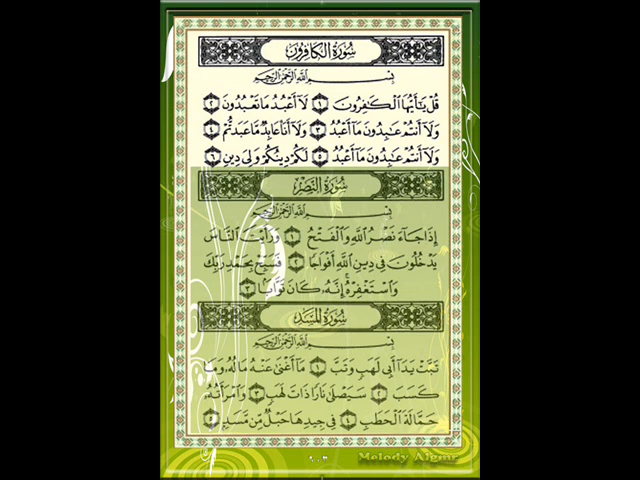 سُورَةُ الكَافِرُون
بِسْمِ اللَّهِ الرَّحْمَٰنِ الرَّحِيمِ
قُلْ يَٰٓأَيُّهَا ٱلْكَٰفِرُونَ ١ لَآ أَعْبُدُ مَا تَعْبُدُونَ ٢
وَلَآ أَنتُمْ عَٰبِدُونَ مَآ أَعْبُدُ ٣ وَلَآ أَنَا۠ عَابِدٌ مَّا عَبَدتُّمْ ٤
وَلَآ أَنتُمْ عَٰبِدُونَ مَآ أَعْبُدُ ٥ لَكُمْ دِينُكُمْ وَلِىَ دِينِ ٦
سُورَةُ النَّصْرِ
بِسْمِ اللَّهِ الرَّحْمَٰنِ الرَّحِيمِ
إِذَا جَآءَ نَصْرُ ٱللَّهِ وَٱلْفَتْحُ ١ وَرَأَيْتَ ٱلنَّاسَ
يَدْخُلُونَ فِى دِينِ ٱللَّهِ أَفْوَاجًا ٢ فَسَبِّحْ بِحَمْدِ رَبِّكَ
وَٱسْتَغْفِرْهُ إِنَّهُۥ كَانَ تَوَّابًۢا ٣
سُورَةُ المَسَدِ
بِسْمِ اللَّهِ الرَّحْمَٰنِ الرَّحِيمِ
تَبَّتْ يَدَآ أَبِى لَهَبٍ وَتَبَّ ١ مَآ أَغْنَىٰ عَنْهُ مَالُهُۥ وَمَا
كَسَبَ ٢ سَيَصْلَىٰ نَارًا ذَاتَ لَهَبٍ ٣ وَٱمْرَأَتُهُۥ
حَمَّالَةَ ٱلْحَطَبِ ٤ فِى جِيدِهَا حَبْلٌ مِّن مَّسَدٍۭ ٥
٦٠٣
Melody Algmr